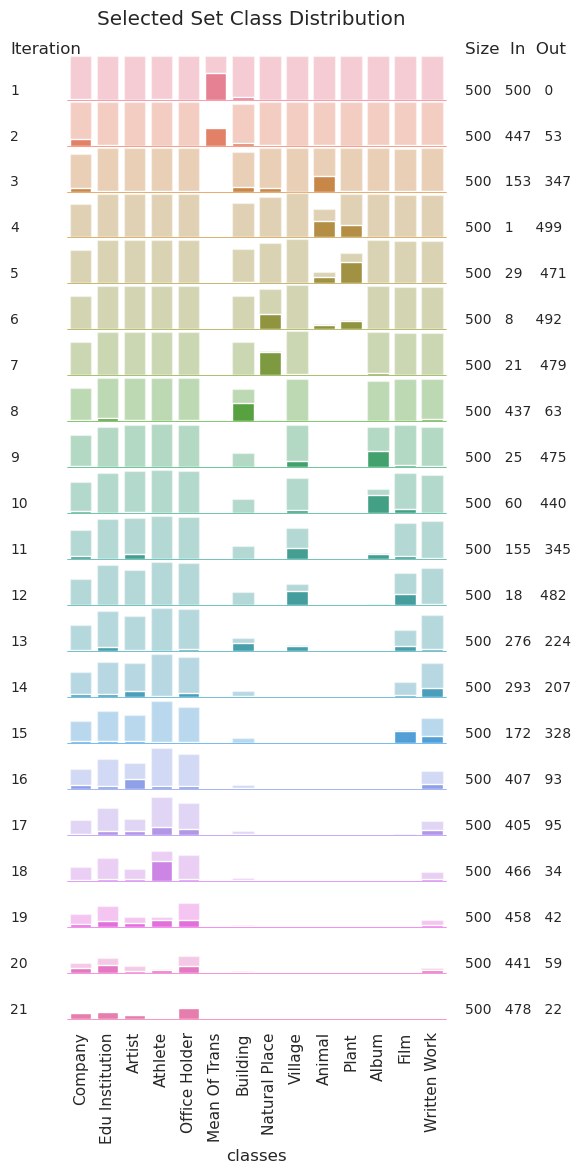 Selected Set Class Distribution
Iteration Size In Out
1 500 500 0
2 500 447 53
3 500 153 347
4 500 1 499
5 500 29 471
6 500 8 492
7 500 21 479
8 500 437 63
9 500 25 475
10 500 60 440
11 500 155 345
12 500 18 482
13 500 276 224
14 500 293 207
15 500 172 328
16 500 407 93
17 500 405 95
18 500 466 34
19 500 458 42
20 500 441 59
21 500 478 22
Company
Edu Institution
Artist
Athlete
Office Holder
Mean Of Trans
Building
Natural Place
Village
Animal
Plant
Album
Film
Written Work
classes